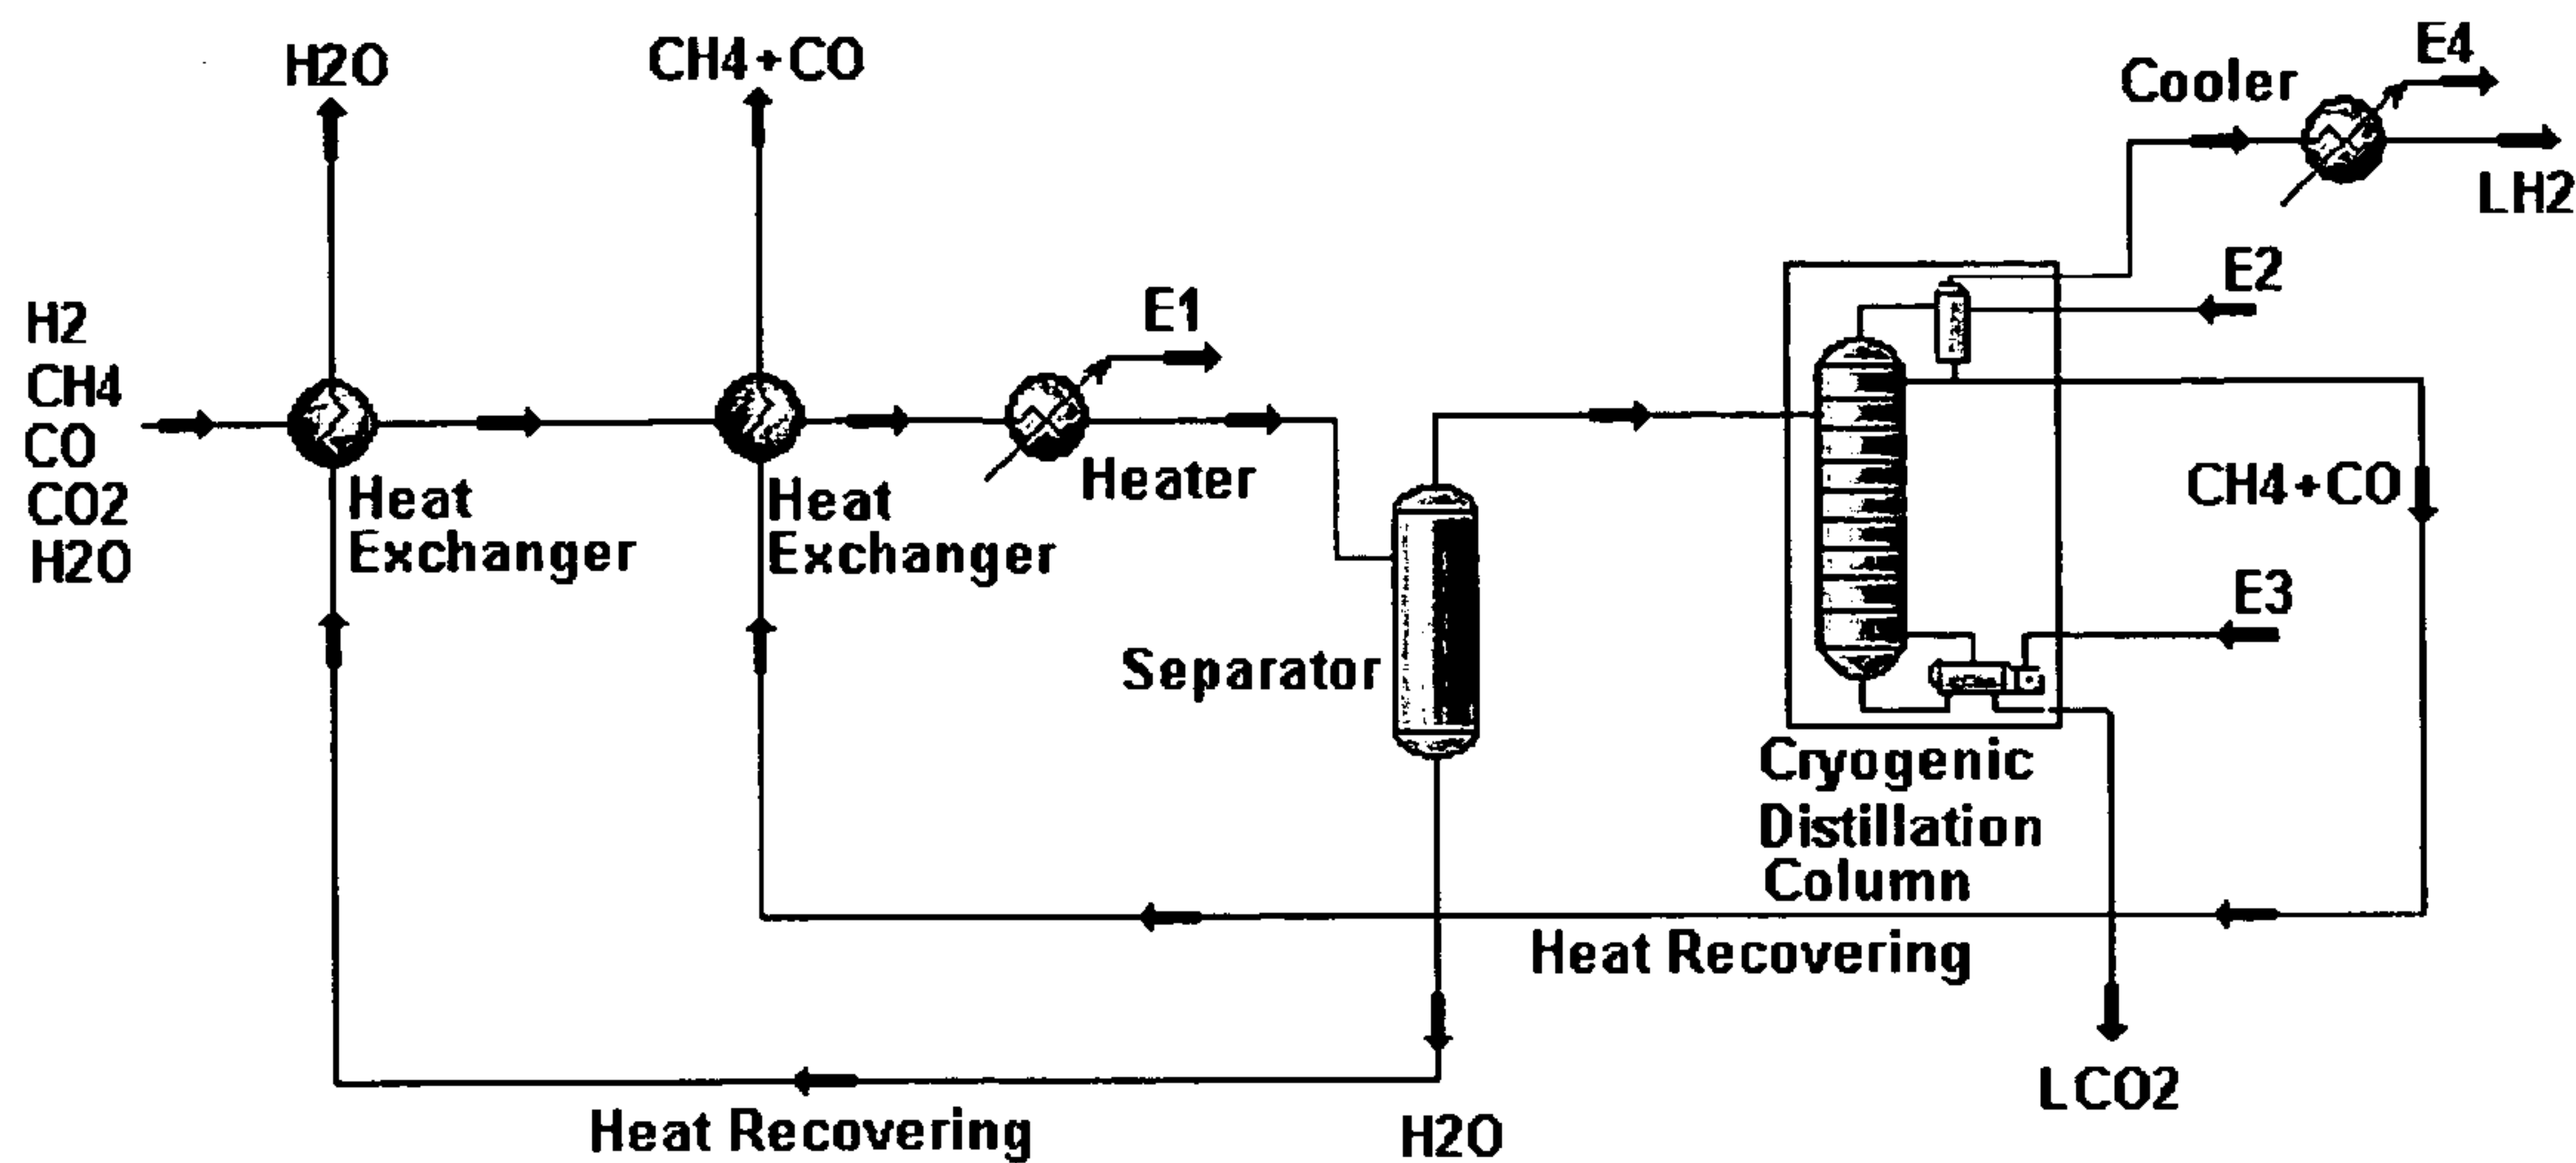 H2O
CH4+CO
E4
Cooler
LH2
E2
H2
CH4
CO
CO2
H2O
E1
Heat
Exchanger
Heat
Exchanger
Heater
CH4+CO
E3
Separator
Cryogenic
Distillation
Column
Heat Recovering
LCO2
Heat Recovering
H2O